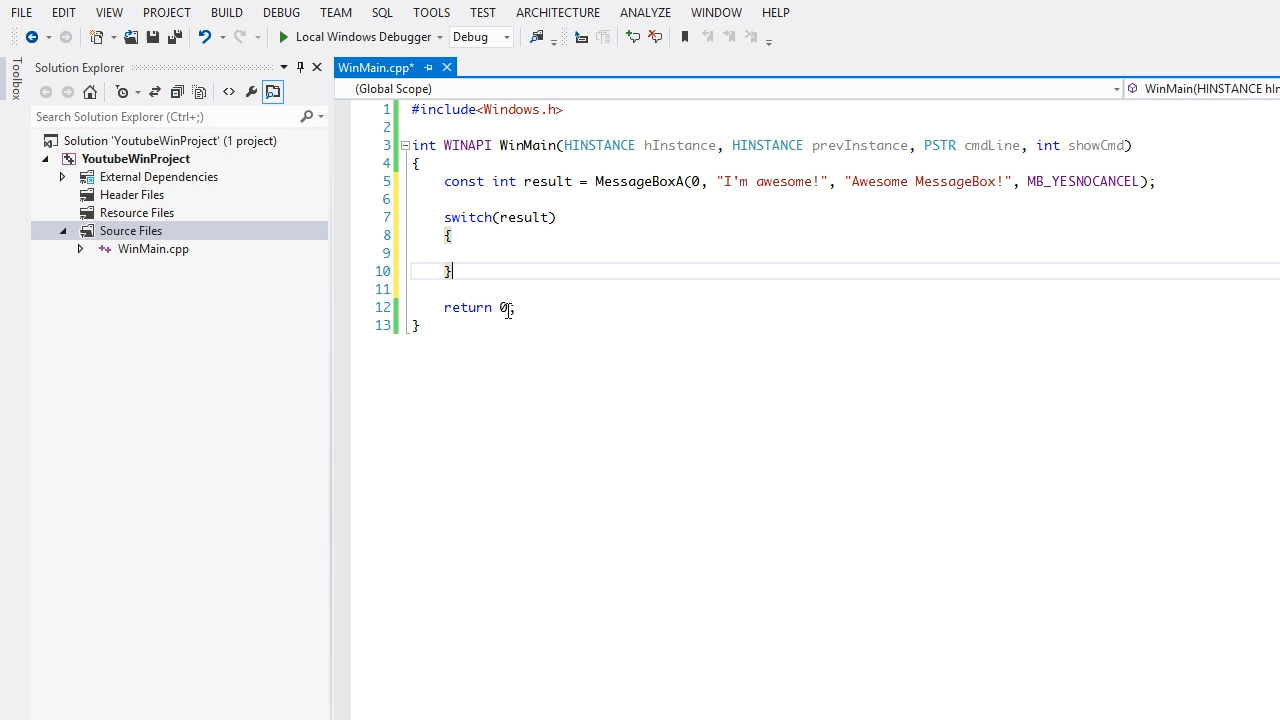 FILE EDIT VIEW PROJECT BUILD DEBUG TEAM SQL TOOLS TEST ARCHITECTURE ANALYZE WINDOW HELP
Local Windows Debugger Debug
Toolbox
Solution Explorer
Search Solution Explorer (Ctrl+;)
Solution 'YoutubeWinProject' (1 project)
YoutubeWinProject
External Dependencies
Header Files
Resource Files
Source Files
WinMain.cpp
WinMain.cpp*
(Global Scope) WinMain(HINSTANCE hIn
1 #include<Windows.h>
2
3 int WINAPI WinMain(HINSTANCE hInstance, HINSTANCE prevInstance, PSTR cmdLine, int showCmd)
4 {
5 const int result = MessageBoxA(0, "I'm awesome!", "Awesome MessageBox!", MB_YESNOCANCEL);
6
7 switch(result)
8 {
9
10 }
11
12 return 0;
13 }